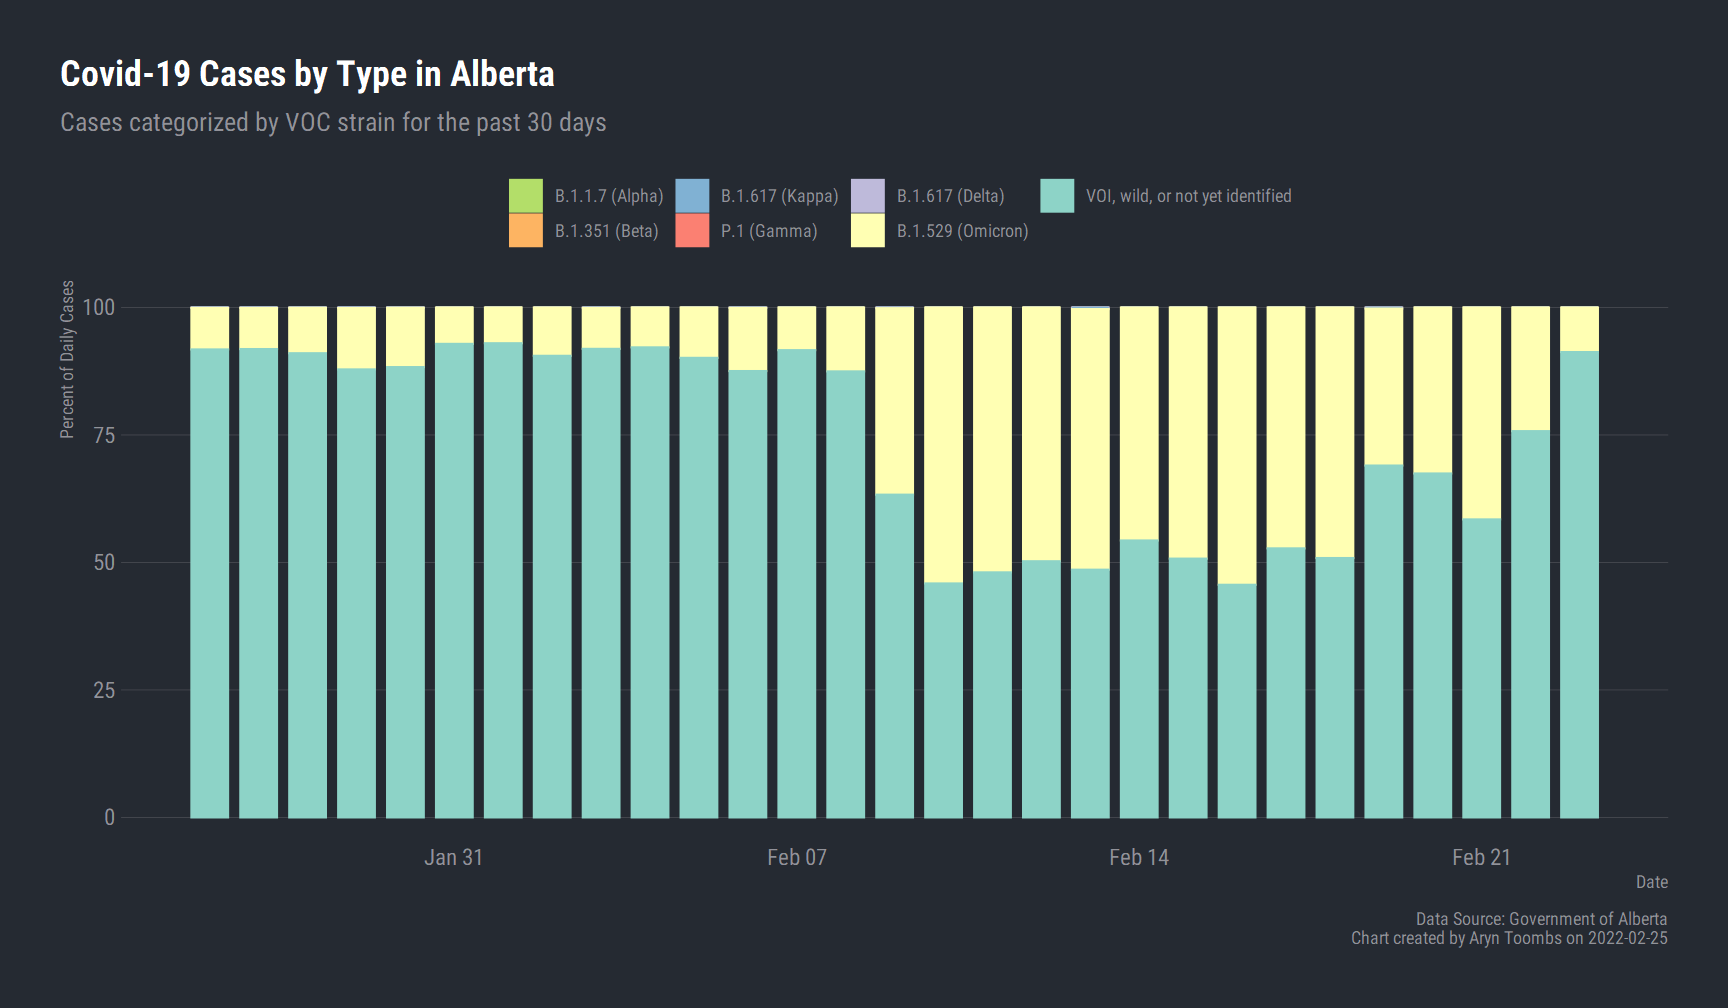 Covid-19 Cases by Type in Alberta
Cases categorized by VOC strain for the past 30 days
B.1.1.7 (Alpha) B.1.617 (Kappa) B.1.617 (Delta) VOI, wild, or not yet identified
B.1.351 (Beta) P.1 (Gamma) B.1.529 (Omicron)
Percent of Daily Cases
100
75
50
25
0
Jan 31 Feb 07 Feb 14 Feb 21
Date
Data Source: Government of Alberta
Chart created by Aryn Toombs on 2022-02-25